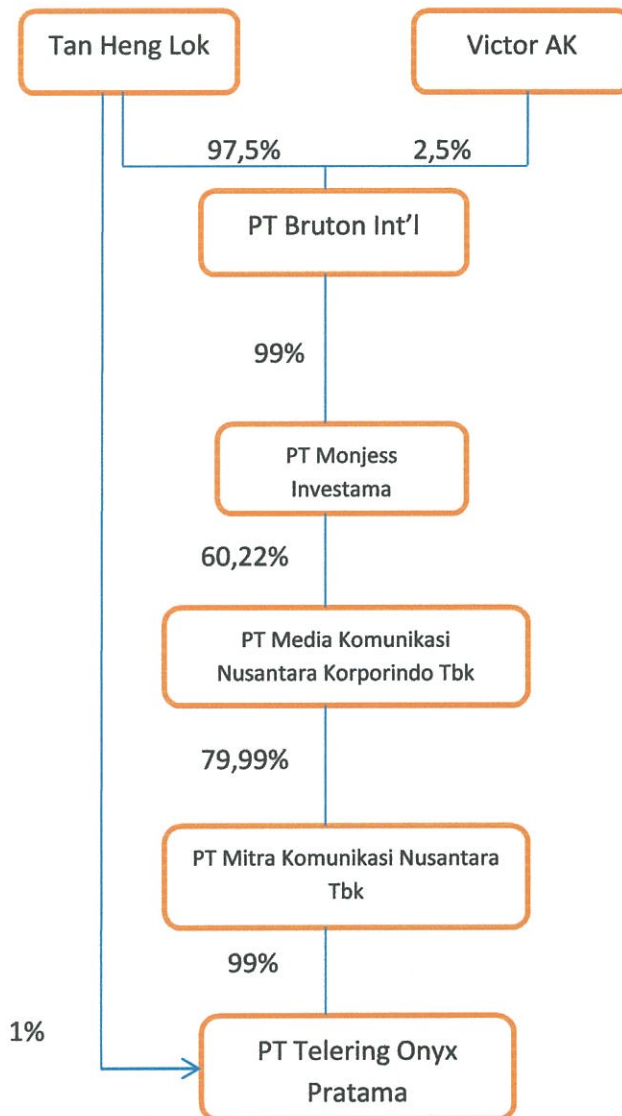 Tan Heng Lok
Victor AK
97,5%
2,5%
PT Bruton Int’l
99%
PT Monjess
Investama
60,22%
PT Media Komunikasi
Nusantara Korporindo Tbk
79,99%
PT Mitra Komunikasi Nusantara
Tbk
99%
1%
PT Telering Onyx
Pratama